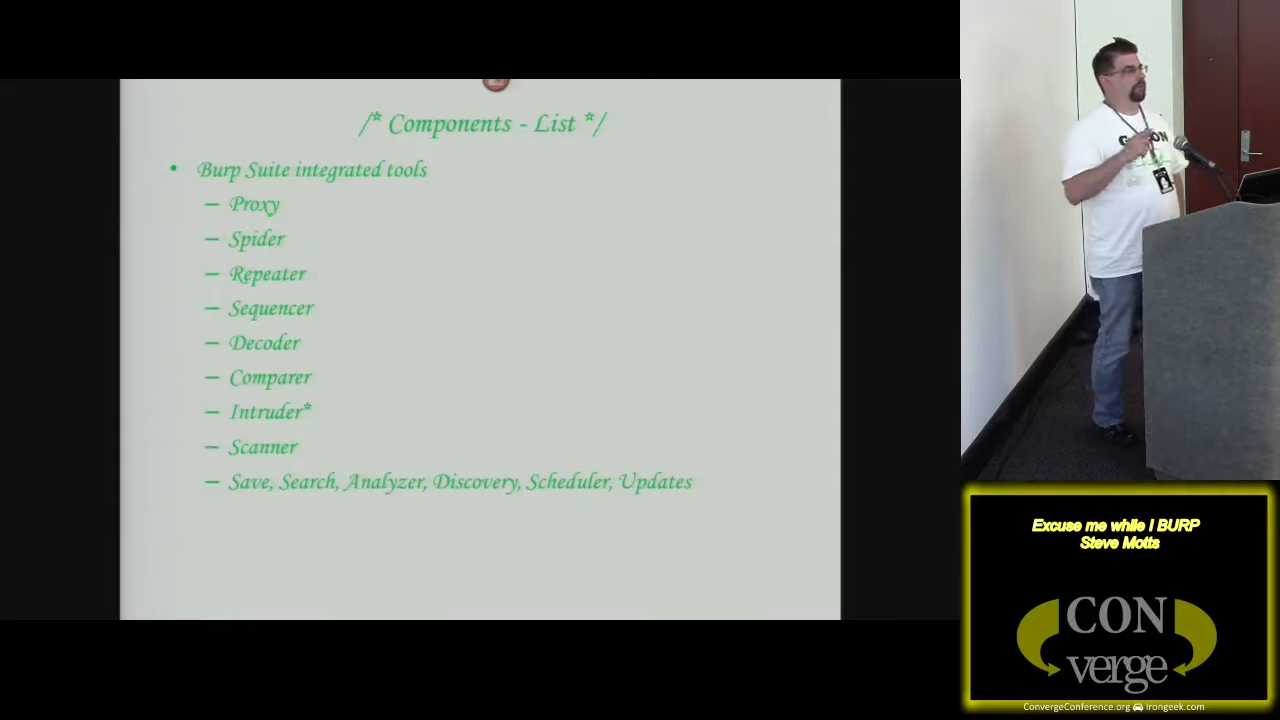 /* Components - List */
• Burp Suite integrated tools
– Proxy
– Spider
– Repeater
– Sequencer
– Decoder
– Comparer
– Intruder*
– Scanner
– Save, Search, Analyzer, Discovery, Scheduler, Updates
Excuse me while I BURP
Steve Motts
CON
verge
ConvergeConference.org Irongeek.com